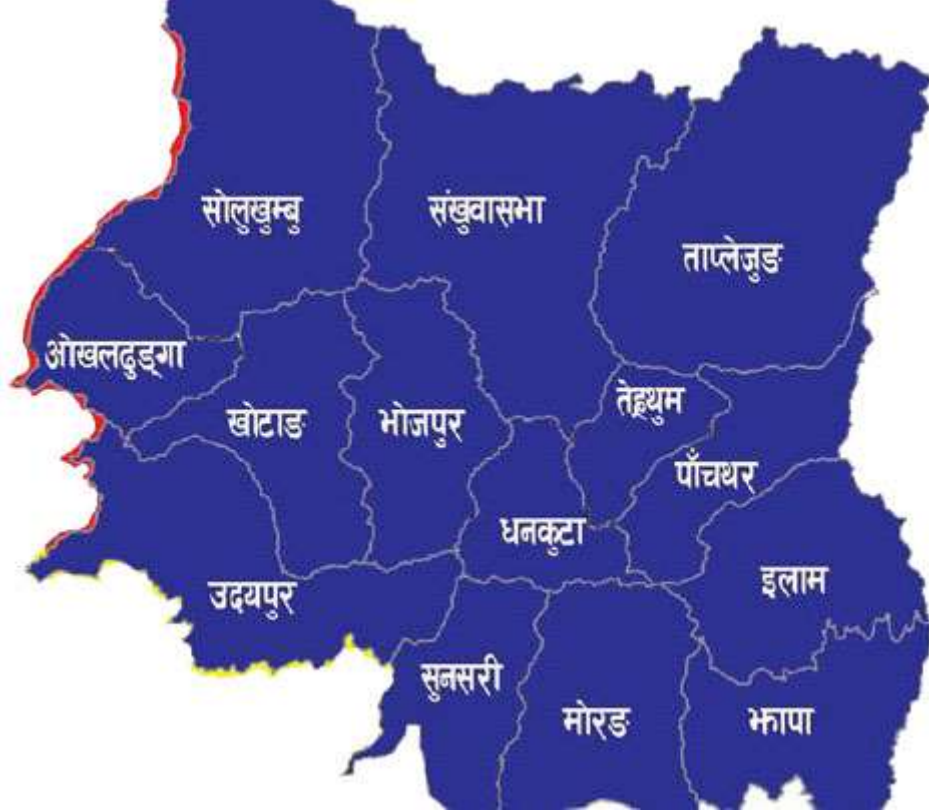 सोलुखुम्बु
संखुवासभा
ताप्लेजुङ
ओखलढुङ्गा
खोटाङ
भोजपुर
तेह्रथुम
पाँचथर
धनकुटा
इलाम
उदयपुर
सुनसरी
मोरङ
झापा